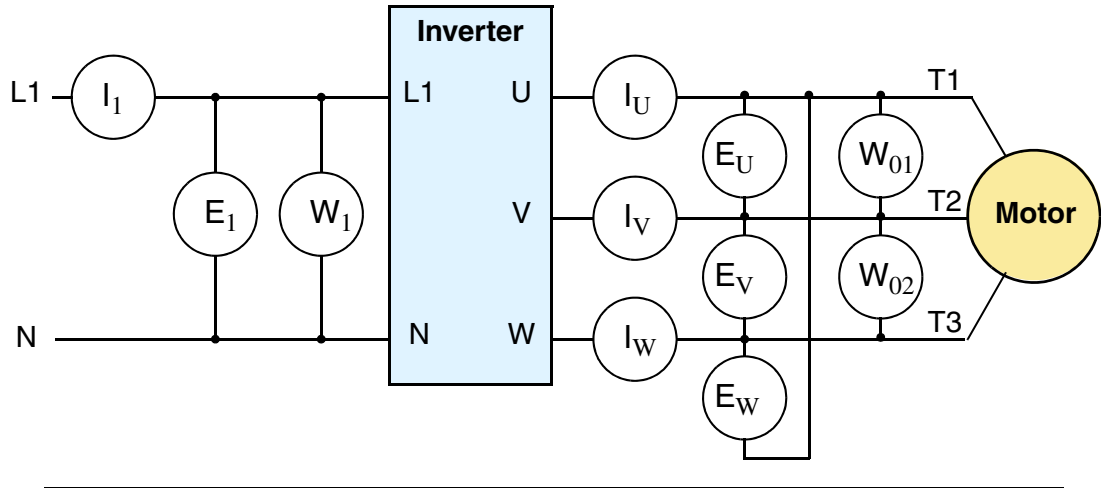 Inverter
L1
I1
L1
U
IU
T1
EU
W01
E1
W1
V
IV
T2
Motor
EV
W02
N
N
W
IW
T3
EW